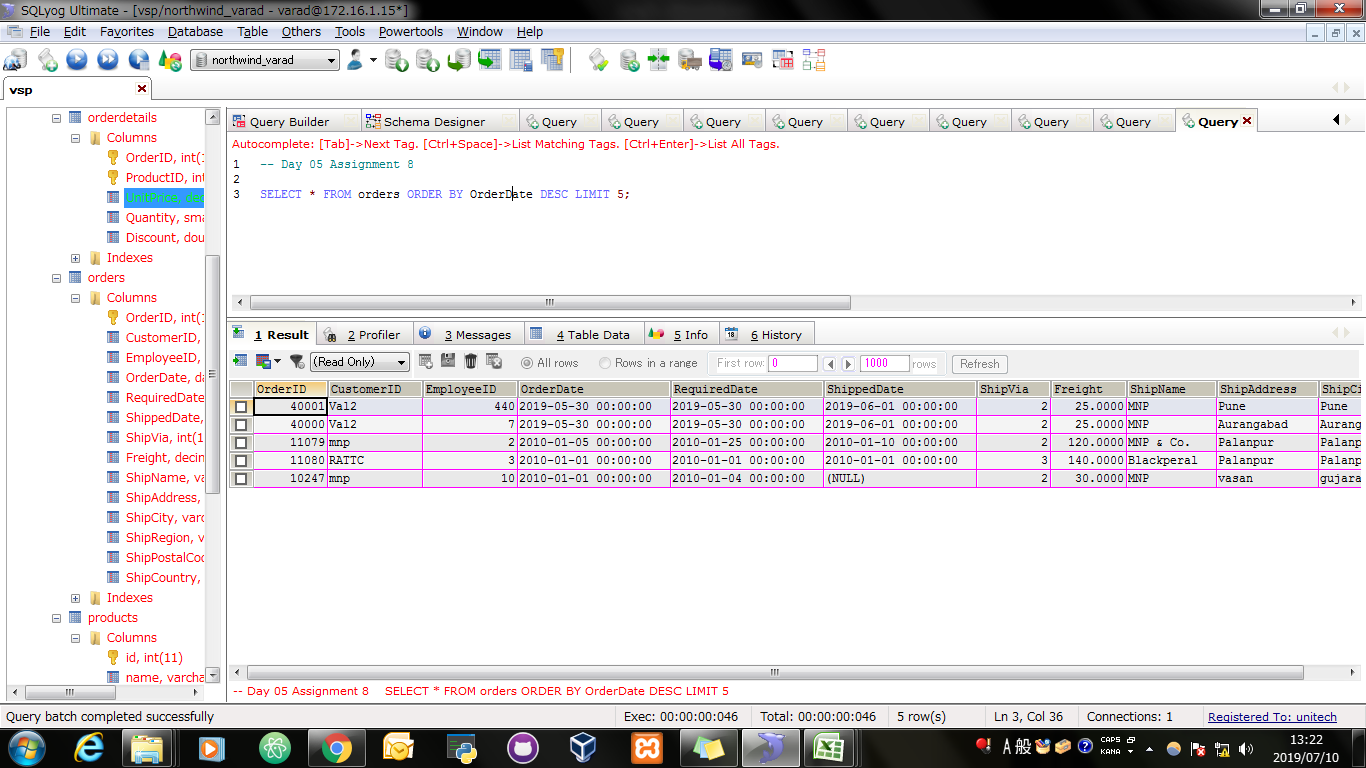 SQLyog Ultimate - [vsp/northwind_varad - varad@172.16.1.15*]
File Edit Favorites Database Table Others Tools Powertools Window Help
northwind_varad
vsp
orderdetails
Columns
OrderID, int(1
ProductID, int
UnitPrice, de
Quantity, sma
Discount, dou
Indexes
orders
Columns
OrderID, int(1
CustomerID,
EmployeeID,
OrderDate, da
RequiredDate
ShippedDate,
ShipVia, int(1
Freight, decin
ShipName, va
ShipAddress,
ShipCity, varc
ShipRegion, v
ShipPostalCod
ShipCountry,
Indexes
products
Columns
id, int(11)
name, varcha
Query Builder Schema Designer Query Query Query Query Query Query Query Query Query
Autocomplete: [Tab]->Next Tag. [Ctrl+Space]->List Matching Tags. [Ctrl+Enter]->List All Tags.
1 -- Day 05 Assignment 8
2
3 SELECT * FROM orders ORDER BY OrderDate DESC LIMIT 5;
1 Result 2 Profiler 3 Messages 4 Table Data 5 Info 6 History
(Read Only) All rows Rows in a range First row: 0 1000 rows Refresh
OrderID CustomerID EmployeeID OrderDate RequiredDate ShippedDate ShipVia Freight ShipName ShipAddress ShipCi
40001 Val2 440 2019-05-30 00:00:00 2019-05-30 00:00:00 2019-06-01 00:00:00 2 25.0000 MNP Pune Pune
40000 Val2 7 2019-05-30 00:00:00 2019-05-30 00:00:00 2019-06-01 00:00:00 2 25.0000 MNP Aurangabad Aurang
11079 mnp 2 2010-01-05 00:00:00 2010-01-25 00:00:00 2010-01-10 00:00:00 2 120.0000 MNP & Co. Palanpur Palanp
11080 RATTC 3 2010-01-01 00:00:00 2010-01-01 00:00:00 2010-01-01 00:00:00 3 140.0000 Blackperal Palanpur Palanp
10247 mnp 10 2010-01-01 00:00:00 2010-01-04 00:00:00 (NULL) 2 30.0000 MNP vasan gujara
-- Day 05 Assignment 8 SELECT * FROM orders ORDER BY OrderDate DESC LIMIT 5
Query batch completed successfully Exec: 00:00:00:046 Total: 00:00:00:046 5 row(s) Ln 3, Col 36 Connections: 1 Registered To: unitech
A 般 CAPS KANA 13:22
2019/07/10